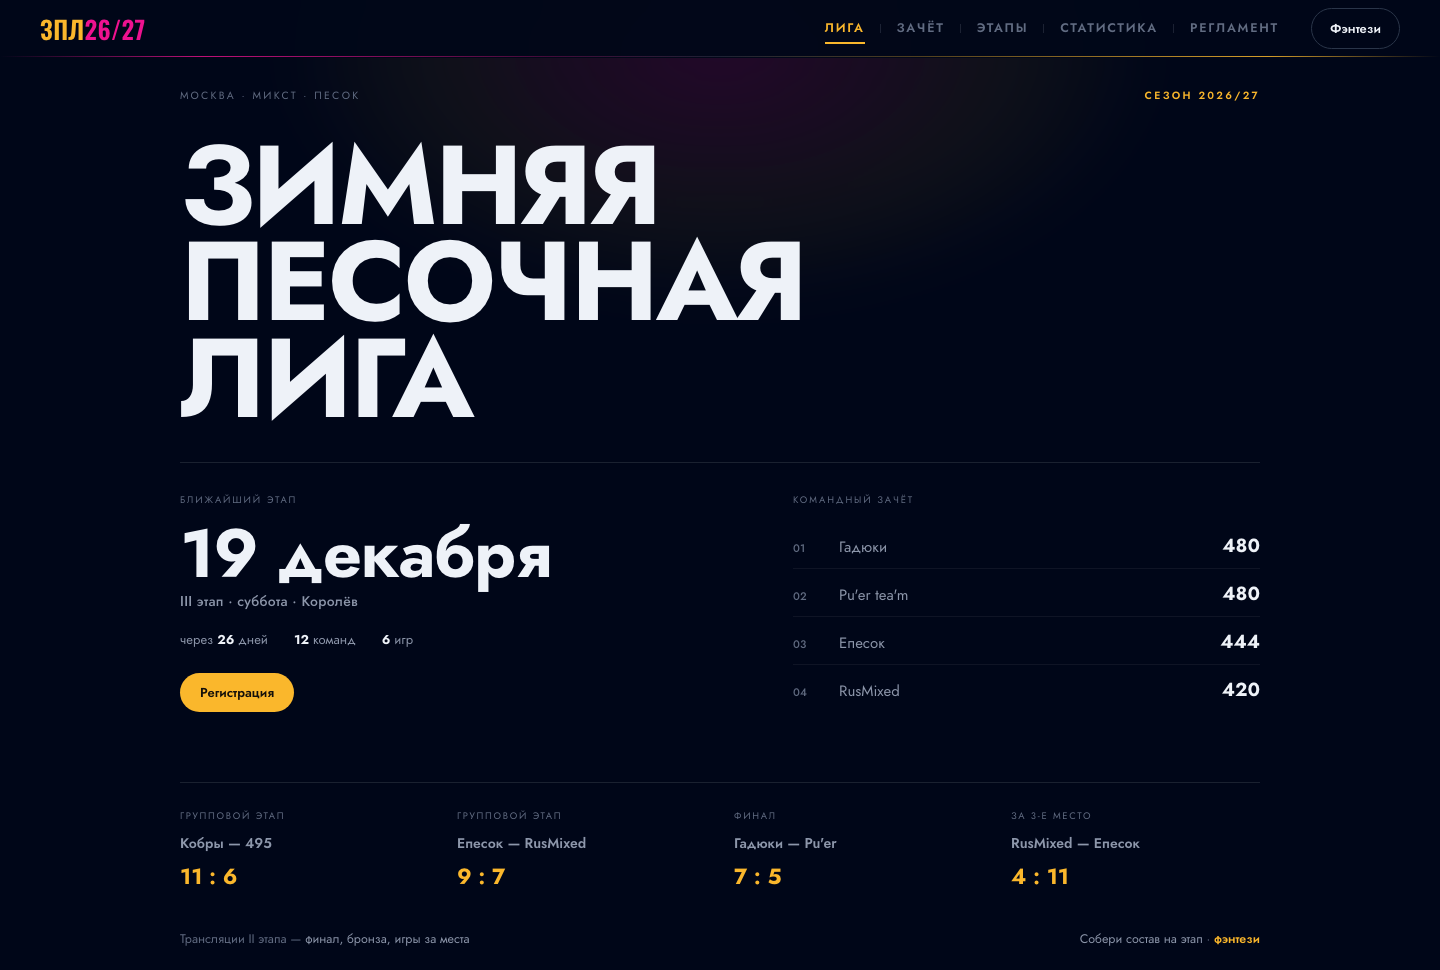 ЗПЛ26/27
ЛИГА
ЗАЧЁТ
ЭТАПЫ
СТАТИСТИКА
РЕГЛАМЕНТ
Фэнтези
МОСКВА · МИКСТ · ПЕСОК
СЕЗОН 2026/27
ЗИМНЯЯ
ПЕСОЧНАЯ
ЛИГА
БЛИЖАЙШИЙ ЭТАП
19 декабря
III этап · суббота · Королёв
через 26 дней 12 команд 6 игр
Регистрация
КОМАНДНЫЙ ЗАЧЁТ
01 Гадюки 480
02 Pu'er tea'm 480
03 Епесок 444
04 RusMixed 420
ГРУППОВОЙ ЭТАП
Кобры — 495
11 : 6
ГРУППОВОЙ ЭТАП
Епесок — RusMixed
9 : 7
ФИНАЛ
Гадюки — Pu'er
7 : 5
ЗА 3-Е МЕСТО
RusMixed — Епесок
4 : 11
Трансляции II этапа — финал, бронза, игры за места
Собери состав на этап · фэнтези